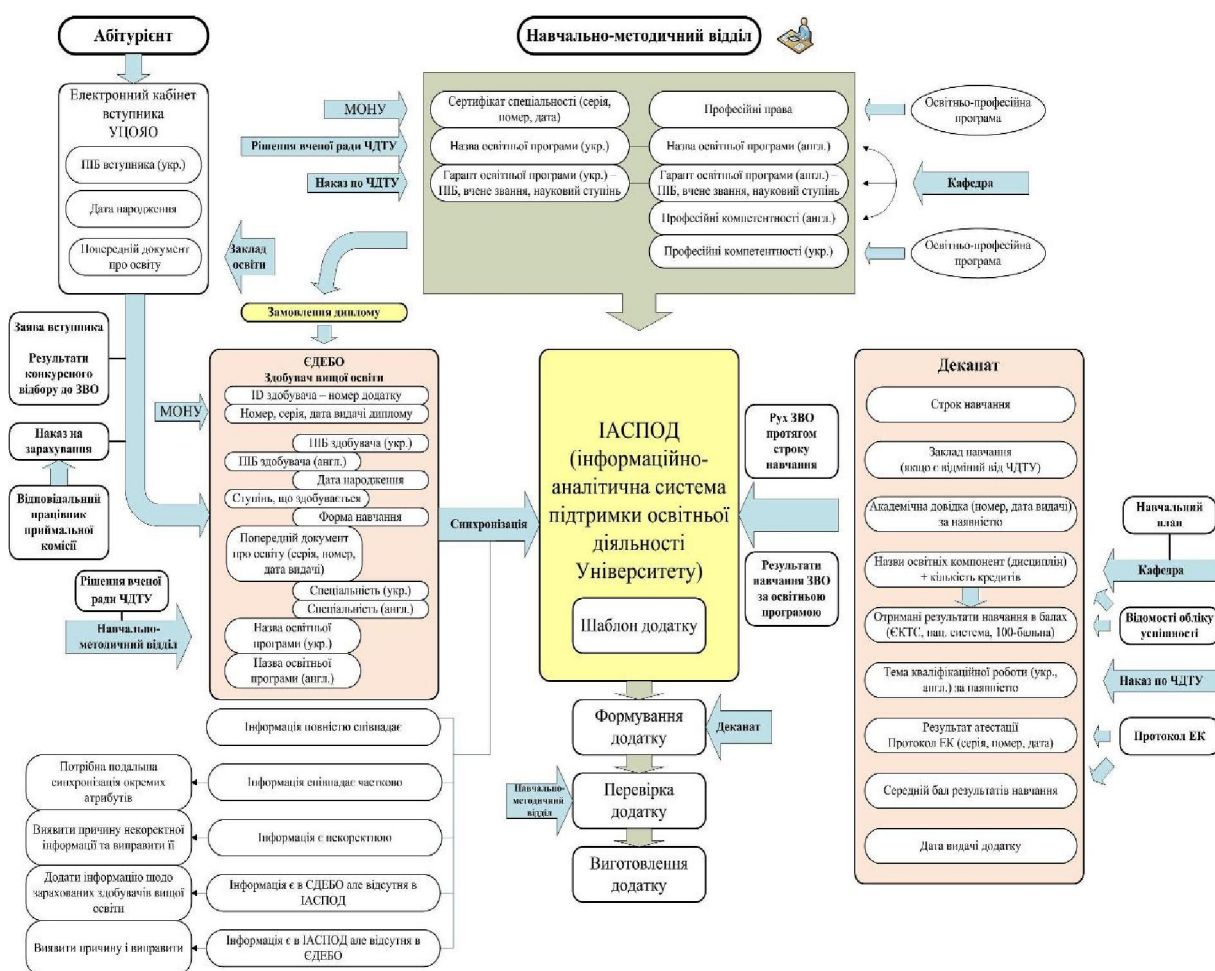 Абітурієнт
Електронний кабінет
вступника
УЦОЯО
ПІБ вступника (укр.)
Дата народження
Попередній документ
про освіту
Заклад
освіти
Навчально-методичний відділ
МОНУ
Рішення вченої ради ЧДТУ
Наказ по ЧДТУ
Сертифікат спеціальності (серія,
номер, дата)
Професійні права
Назва освітньої програми (укр.)
Назва освітньої програми (англ.)
Гарант освітньої програми (укр.) –
ПІБ, вчене звання, науковий ступінь
Гарант освітньої програми (англ.) –
ПІБ, вчене звання, науковий ступінь
Професійні компетентності (англ.)
Професійні компетентності (укр.)
Освітньо-професійна
програма
Кафедра
Освітньо-професійна
програма
Замовлення диплому
Заява вступника
Результати
конкурсного
відбору до ЗВО
Наказ на
зарахування
Відповідальний
працівник
приймальної
комісії
МОНУ
Рішення вченої
ради ЧДТУ
Навчально-
методичний відділ
ЄДЕБО
Здобувач вищої освіти
ID здобувача – номер додатку
Номер, серія, дата видачі диплому
ПІБ здобувача (укр.)
ПІБ здобувача (англ.)
Дата народження
Ступінь, що здобувається
Форма навчання
Попередній документ
про освіту (серія, номер,
дата видачі)
Спеціальність (укр.)
Спеціальність (англ.)
Назва освітньої
програми (укр.)
Назва освітньої
програми (англ.)
Синхронізація
ІАСПОД
(інформаційно-
аналітична система
підтримки освітньої
діяльності
Університету)
Шаблон додатку
Формування
додатку
Деканат
Навчально-
методичний
відділ
Перевірка
додатку
Виготовлення
додатку
Рух ЗВО
протягом
строку
навчання
Результати
навчання ЗВО
за освітньою
програмою
Деканат
Строк навчання
Заклад навчання
(якщо є відмінний від ЧДТУ)
Академічна довідка (номер, дата видачі)
за наявністю
Назви освітніх компонент (дисциплін)
+ кількість кредитів
Отримані результати навчання в балах
(ЄКТС, нац. система, 100-бальна)
Тема кваліфікаційної роботи (укр.,
англ.) за наявністю
Результат атестації
Протокол ЕК (серія, номер, дата)
Середній бал результатів навчання
Дата видачі додатку
Навчальний
план
Кафедра
Відомості обліку
успішності
Наказ по ЧДТУ
Протокол ЕК
Інформація повністю співпадає
Потрібна подальша
синхронізація окремих
атрибутів
Інформація співпадає частково
Виявити причину некоректної
інформації та виправити її
Інформація є некоректною
Додати інформацію щодо
зарахованих здобувачів вищої
освіти
Інформація є в ЄДЕБО але відсутня в
ІАСПОД
Виявити причину і виправити
Інформація є в ІАСПОД але відсутня в
ЄДЕБО